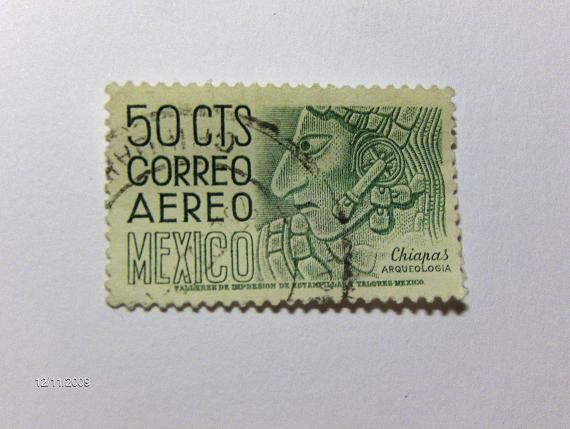 50 CTS
CORREO
AEREO
MEXICO
Chiapas
ARQUEOLOGIA
TALLERES DE IMPRESION DE ESTAMPILLAS Y VALORES-MEXICO.
12/11/2009